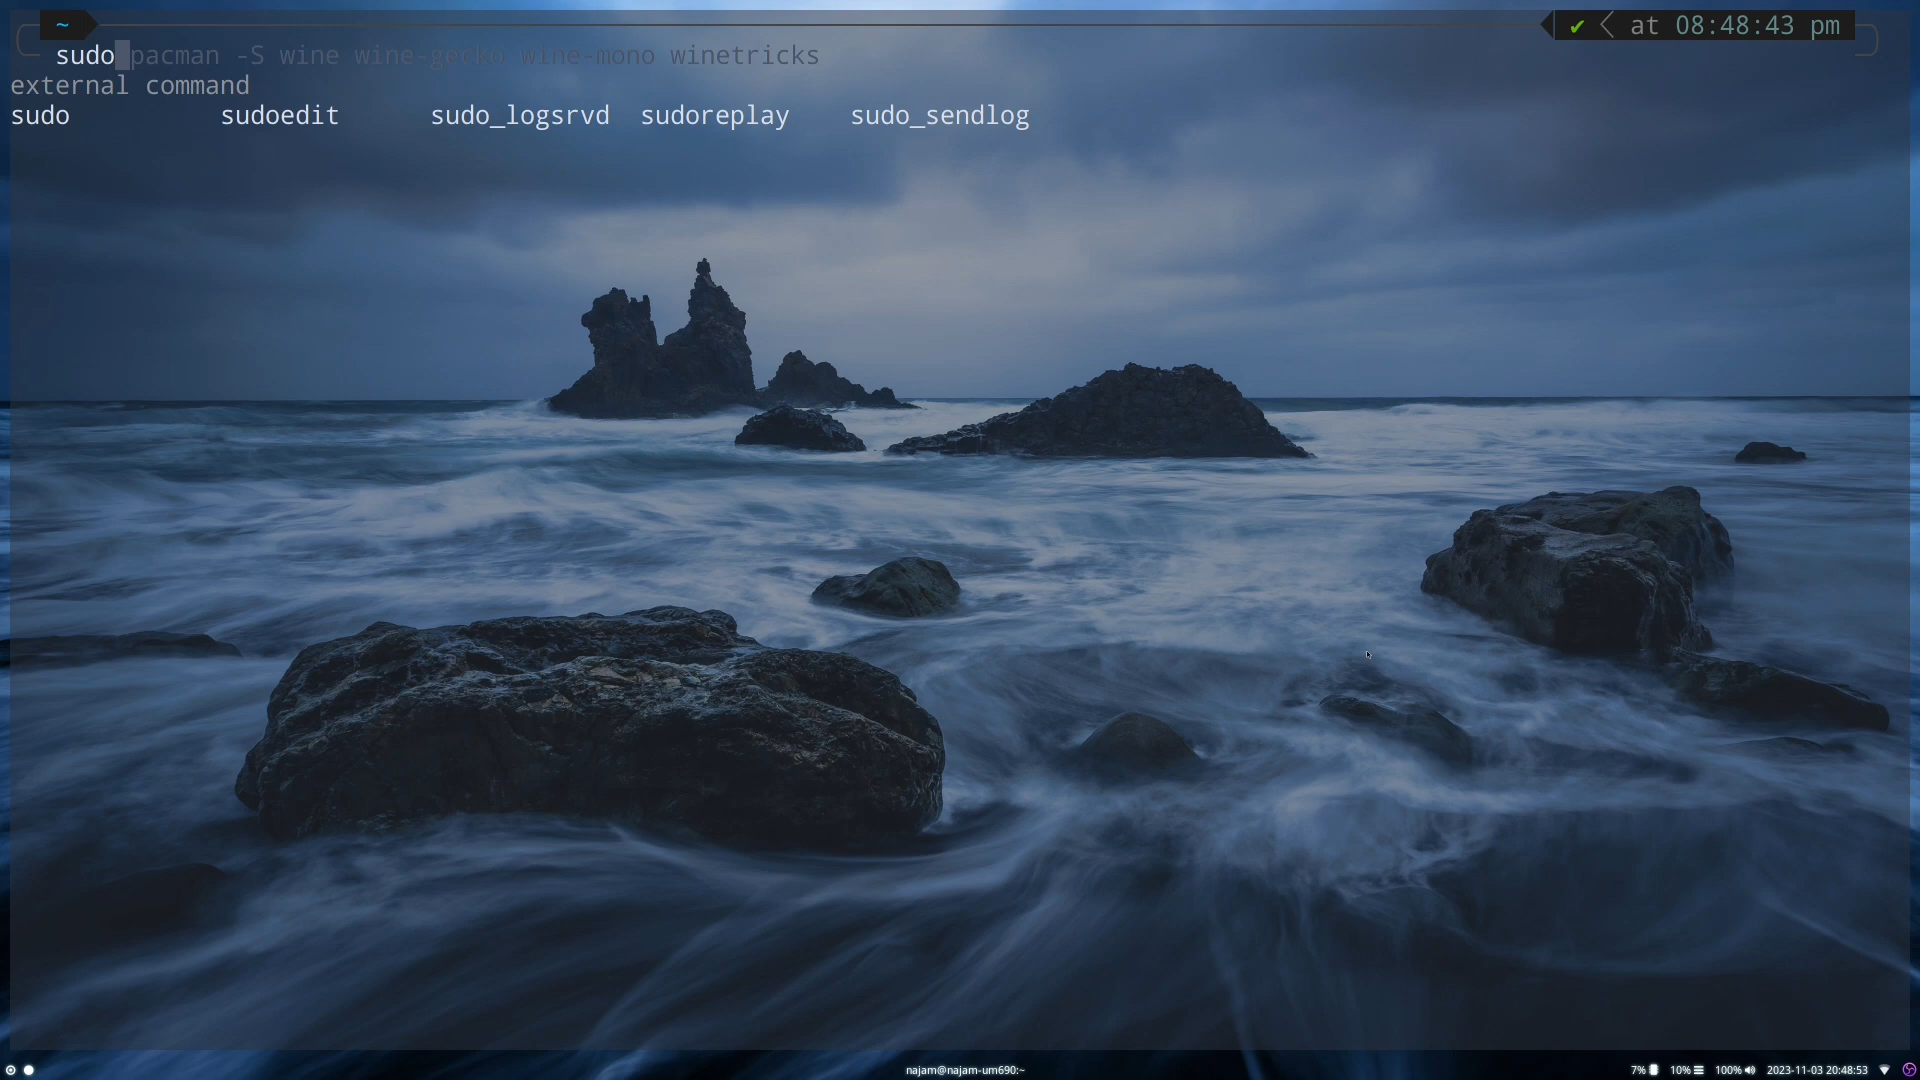 ~ ✔ at 08:48:43 pm
sudo pacman -S wine wine-gecko wine-mono winetricks
external command
sudo sudoedit sudo_logsrvd sudoreplay sudo_sendlog
najam@najam-um690:~ 7% 10% 100% 2023-11-03 20:48:53